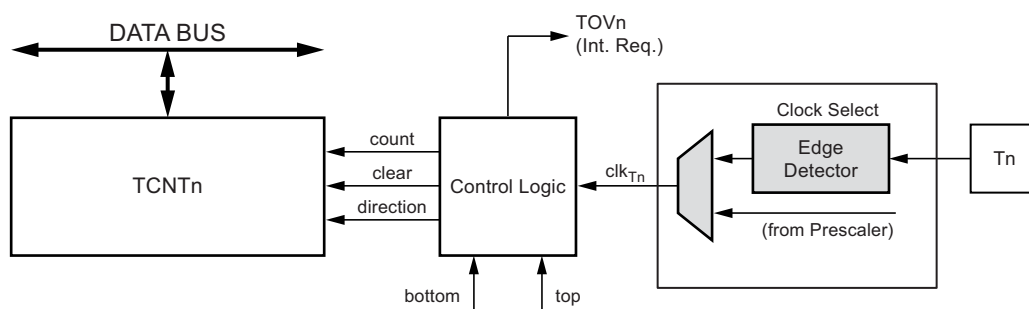 DATA BUS
TOVn
(Int. Req.)
TCNTn
count
clear
direction
Control Logic
clkTn
Clock Select
Edge
Detector
(from Prescaler)
Tn
bottom
top